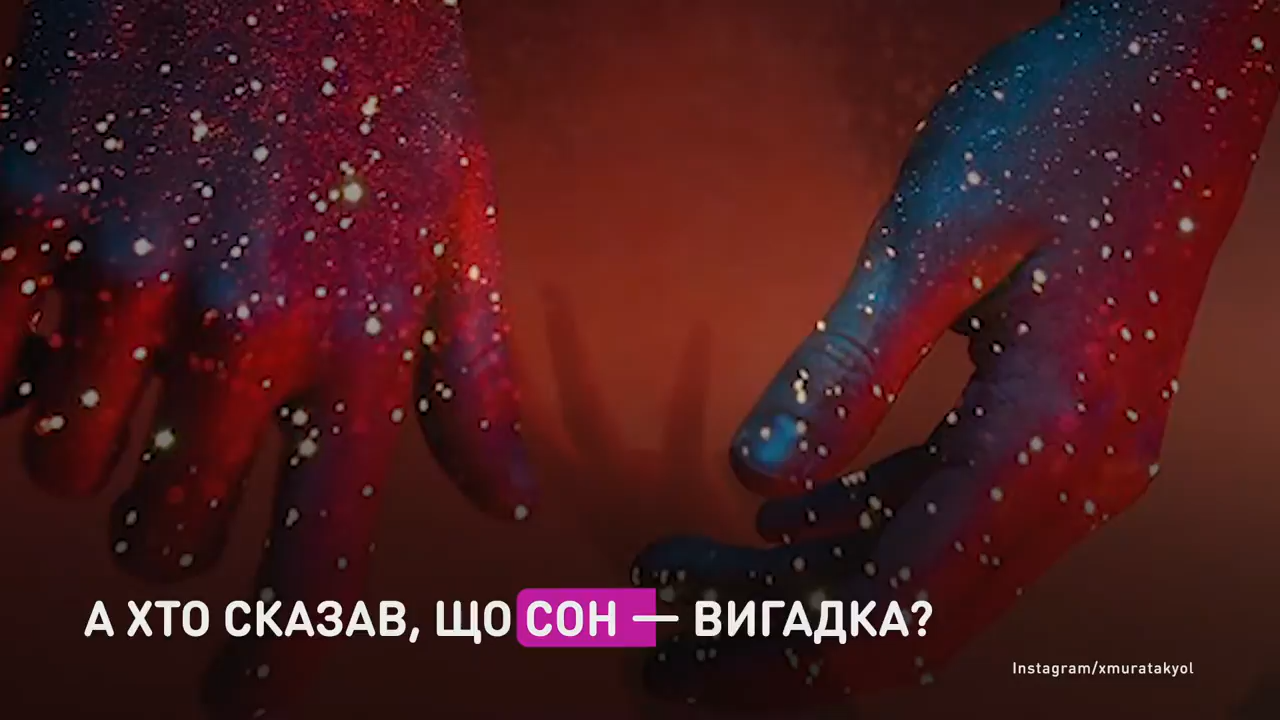 А ХТО СКАЗАВ, ЩО СОН — ВИГАДКА?
Instagram/xmuratakyol